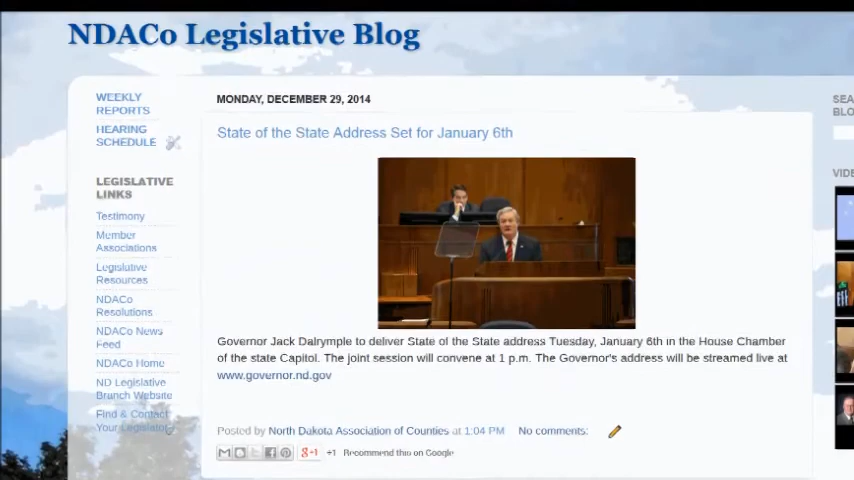 NDACo Legislative Blog
WEEKLY
REPORTS
HEARING
SCHEDULE
LEGISLATIVE
LINKS
Testimony
Member
Associations
Legislative
Resources
NDACo
Resolutions
NDACo News
Feed
NDACo Home
ND Legislative
Branch Website
Find & Contact
Your Legislator
MONDAY, DECEMBER 29, 2014
State of the State Address Set for January 6th
Governor Jack Dalrymple to deliver State of the State address Tuesday, January 6th in the House Chamber
of the state Capitol. The joint session will convene at 1 p.m. The Governor's address will be streamed live at
www.governor.nd.gov
Posted by North Dakota Association of Counties at 1:04 PM No comments:
g+1 +1 Recommend this on Google
SEA
BLO
VIDE